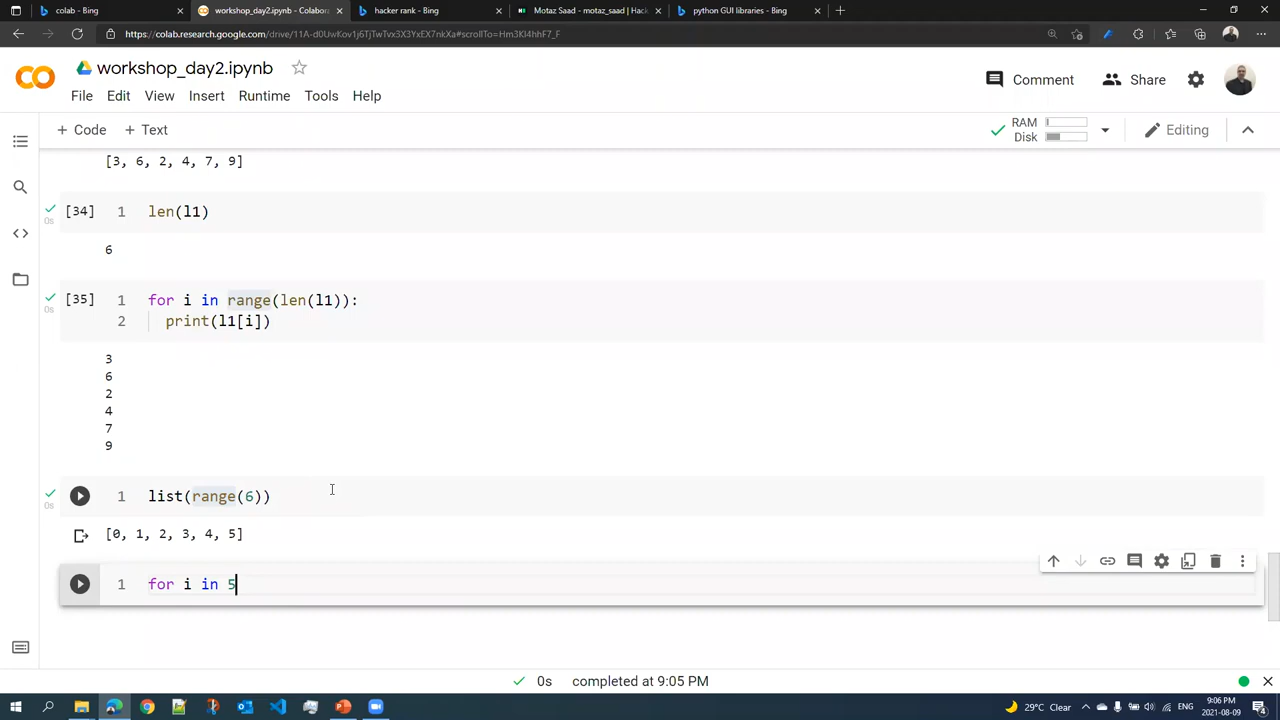 colab - Bing
workshop_day2.ipynb - Colabora
hacker rank - Bing
Motaz Saad - motaz_saad | Hack
python GUI libraries - Bing
https://colab.research.google.com/drive/11A-d0UwKov1j6TjTwTvx3X3YxEX7nkXa#scrollTo=Hm3Kl4hhF7_F
CO
workshop_day2.ipynb
Comment
Share
File Edit View Insert Runtime Tools Help
+ Code + Text
RAM
Disk
Editing
[3, 6, 2, 4, 7, 9]
0s
[34] 1 len(l1)
6
0s
[35] 1 for i in range(len(l1)):
2 print(l1[i])
3
6
2
4
7
9
0s
1 list(range(6))
[0, 1, 2, 3, 4, 5]
1 for i in 5
0s completed at 9:05 PM
29°C Clear
ENG
9:06 PM
2021-08-09